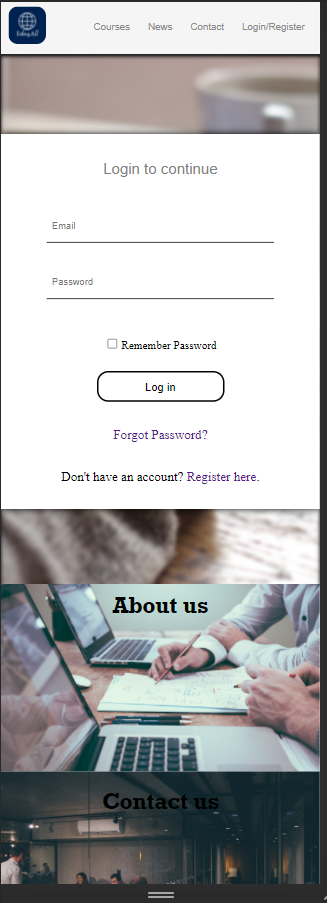 Courses News Contact Login/Register
Login to continue
Email
Password
Remember Password
Log in
Forgot Password?
Don't have an account? Register here.
About us
Contact us